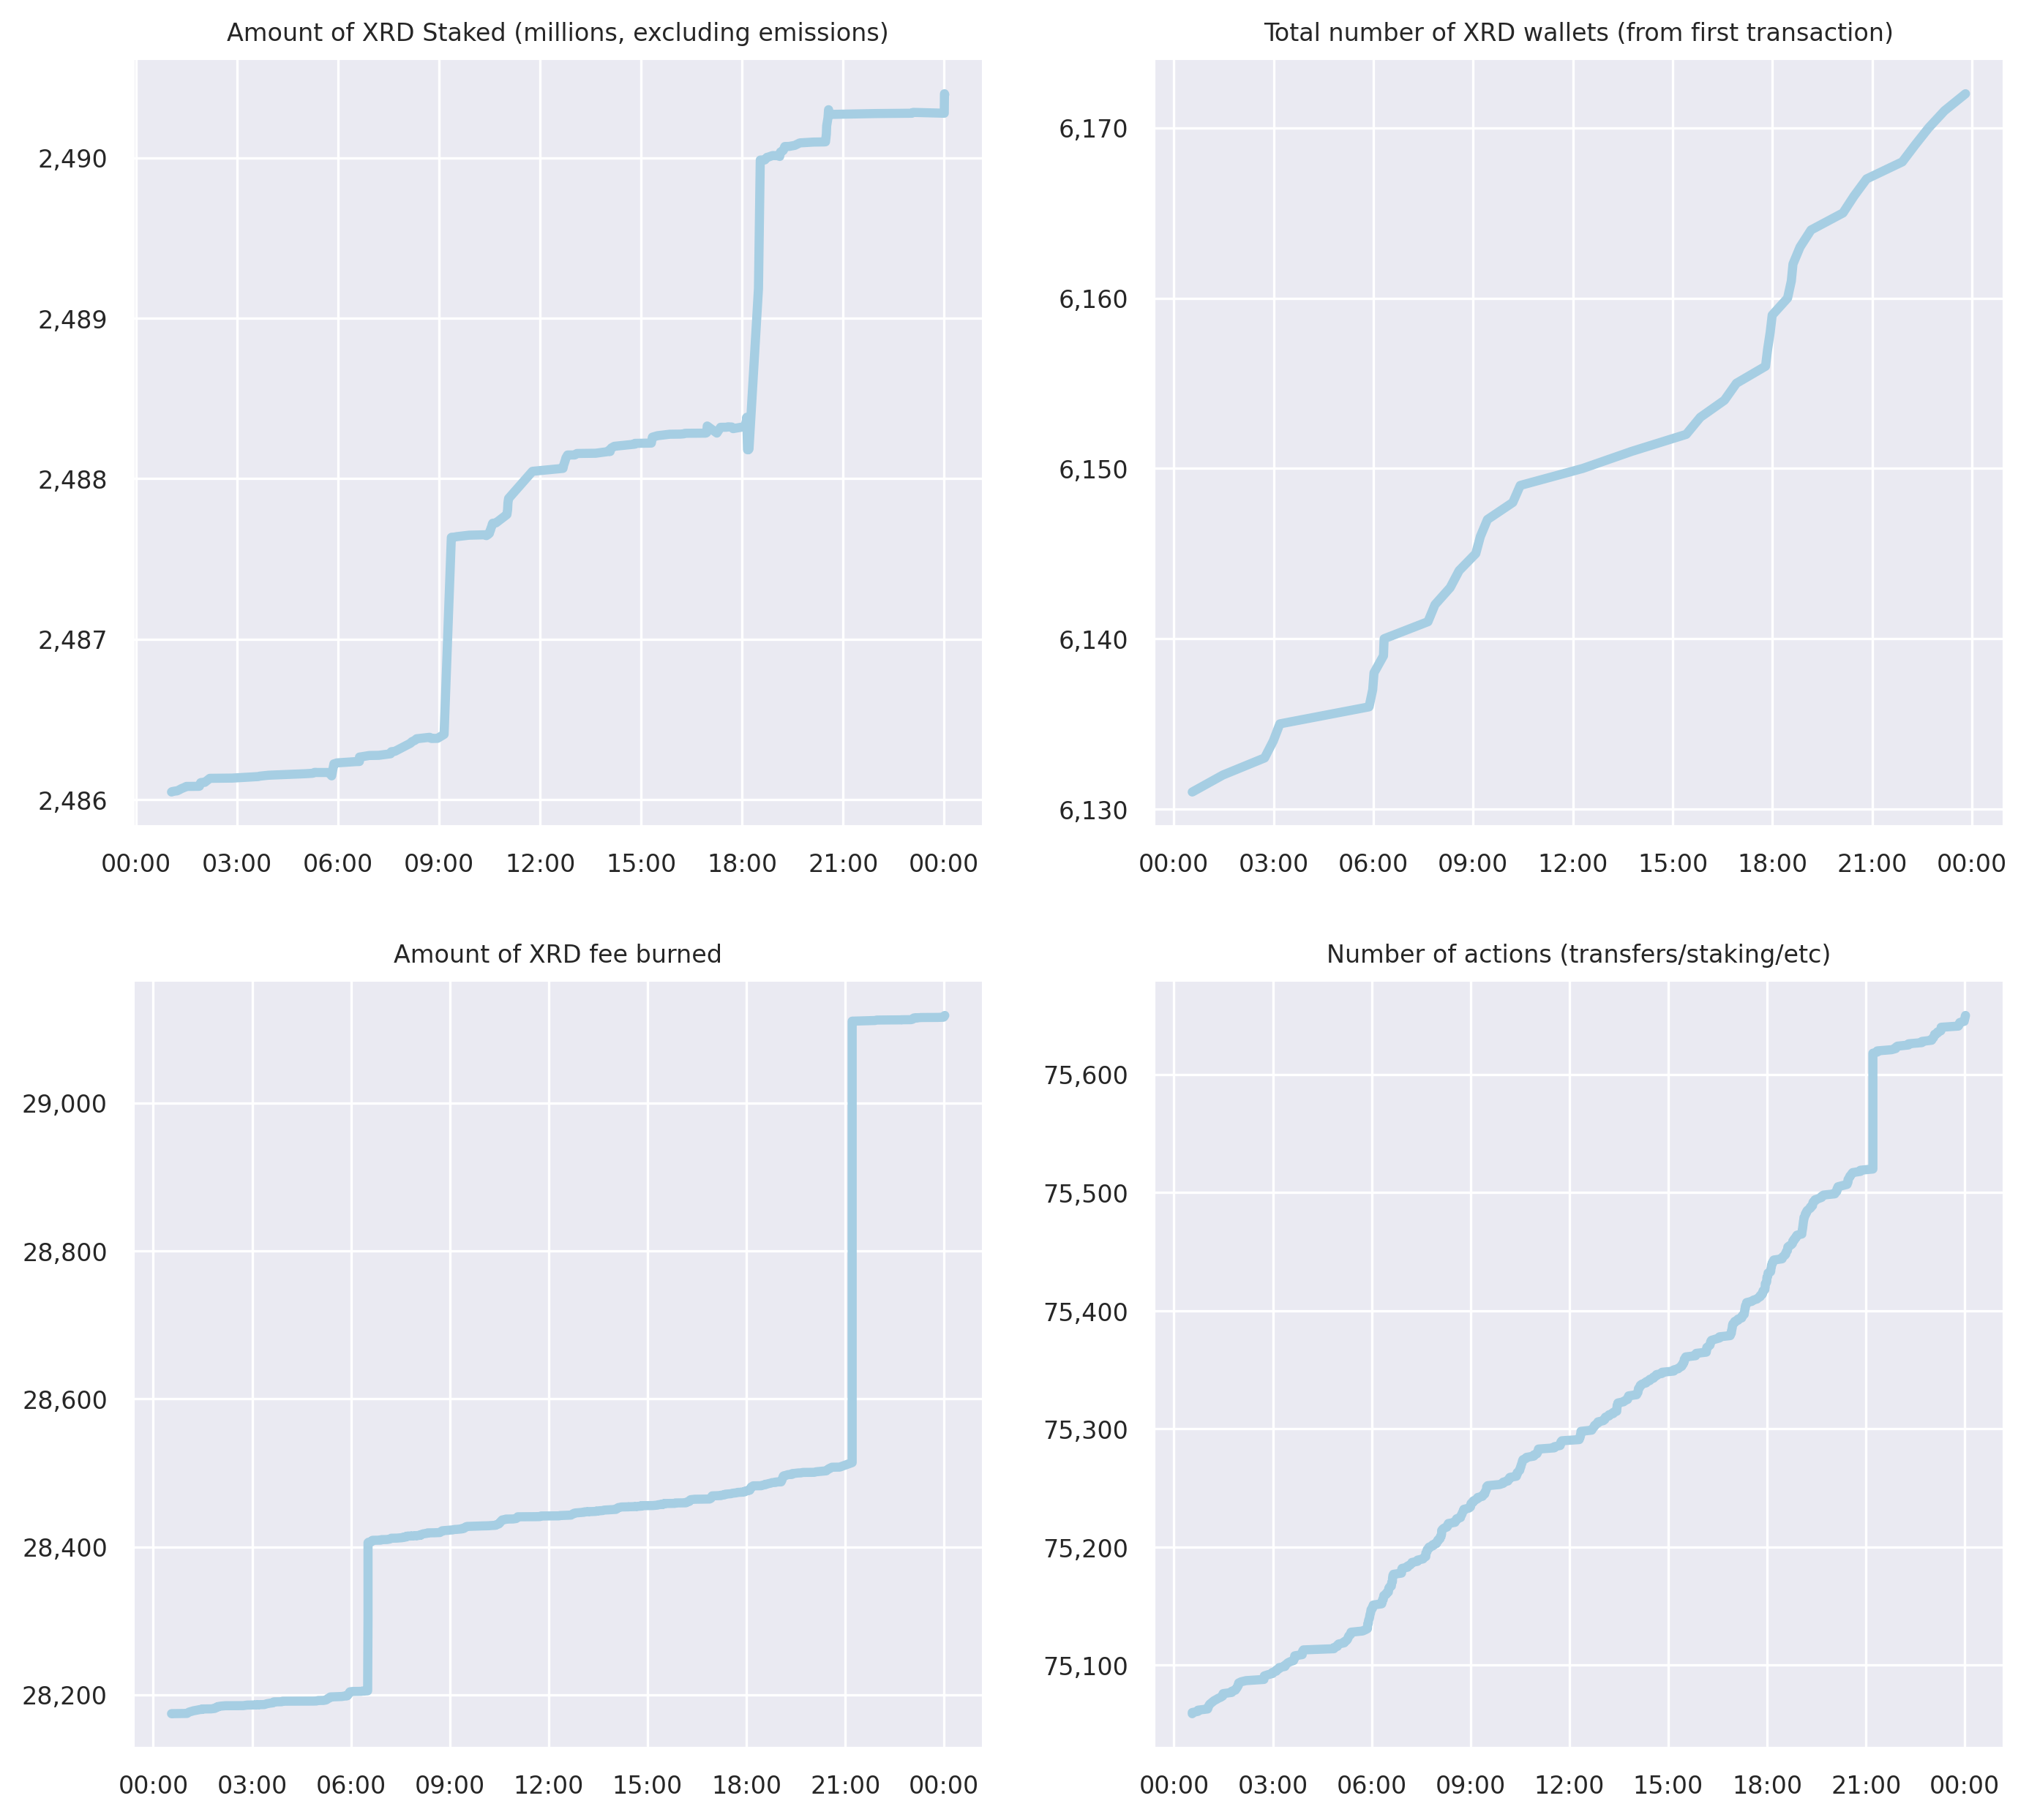 Amount of XRD Staked (millions, excluding emissions)
2,490
2,489
2,488
2,487
2,486
00:00 03:00 06:00 09:00 12:00 15:00 18:00 21:00 00:00
Total number of XRD wallets (from first transaction)
6,170
6,160
6,150
6,140
6,130
00:00 03:00 06:00 09:00 12:00 15:00 18:00 21:00 00:00
Amount of XRD fee burned
29,000
28,800
28,600
28,400
28,200
00:00 03:00 06:00 09:00 12:00 15:00 18:00 21:00 00:00
Number of actions (transfers/staking/etc)
75,600
75,500
75,400
75,300
75,200
75,100
00:00 03:00 06:00 09:00 12:00 15:00 18:00 21:00 00:00